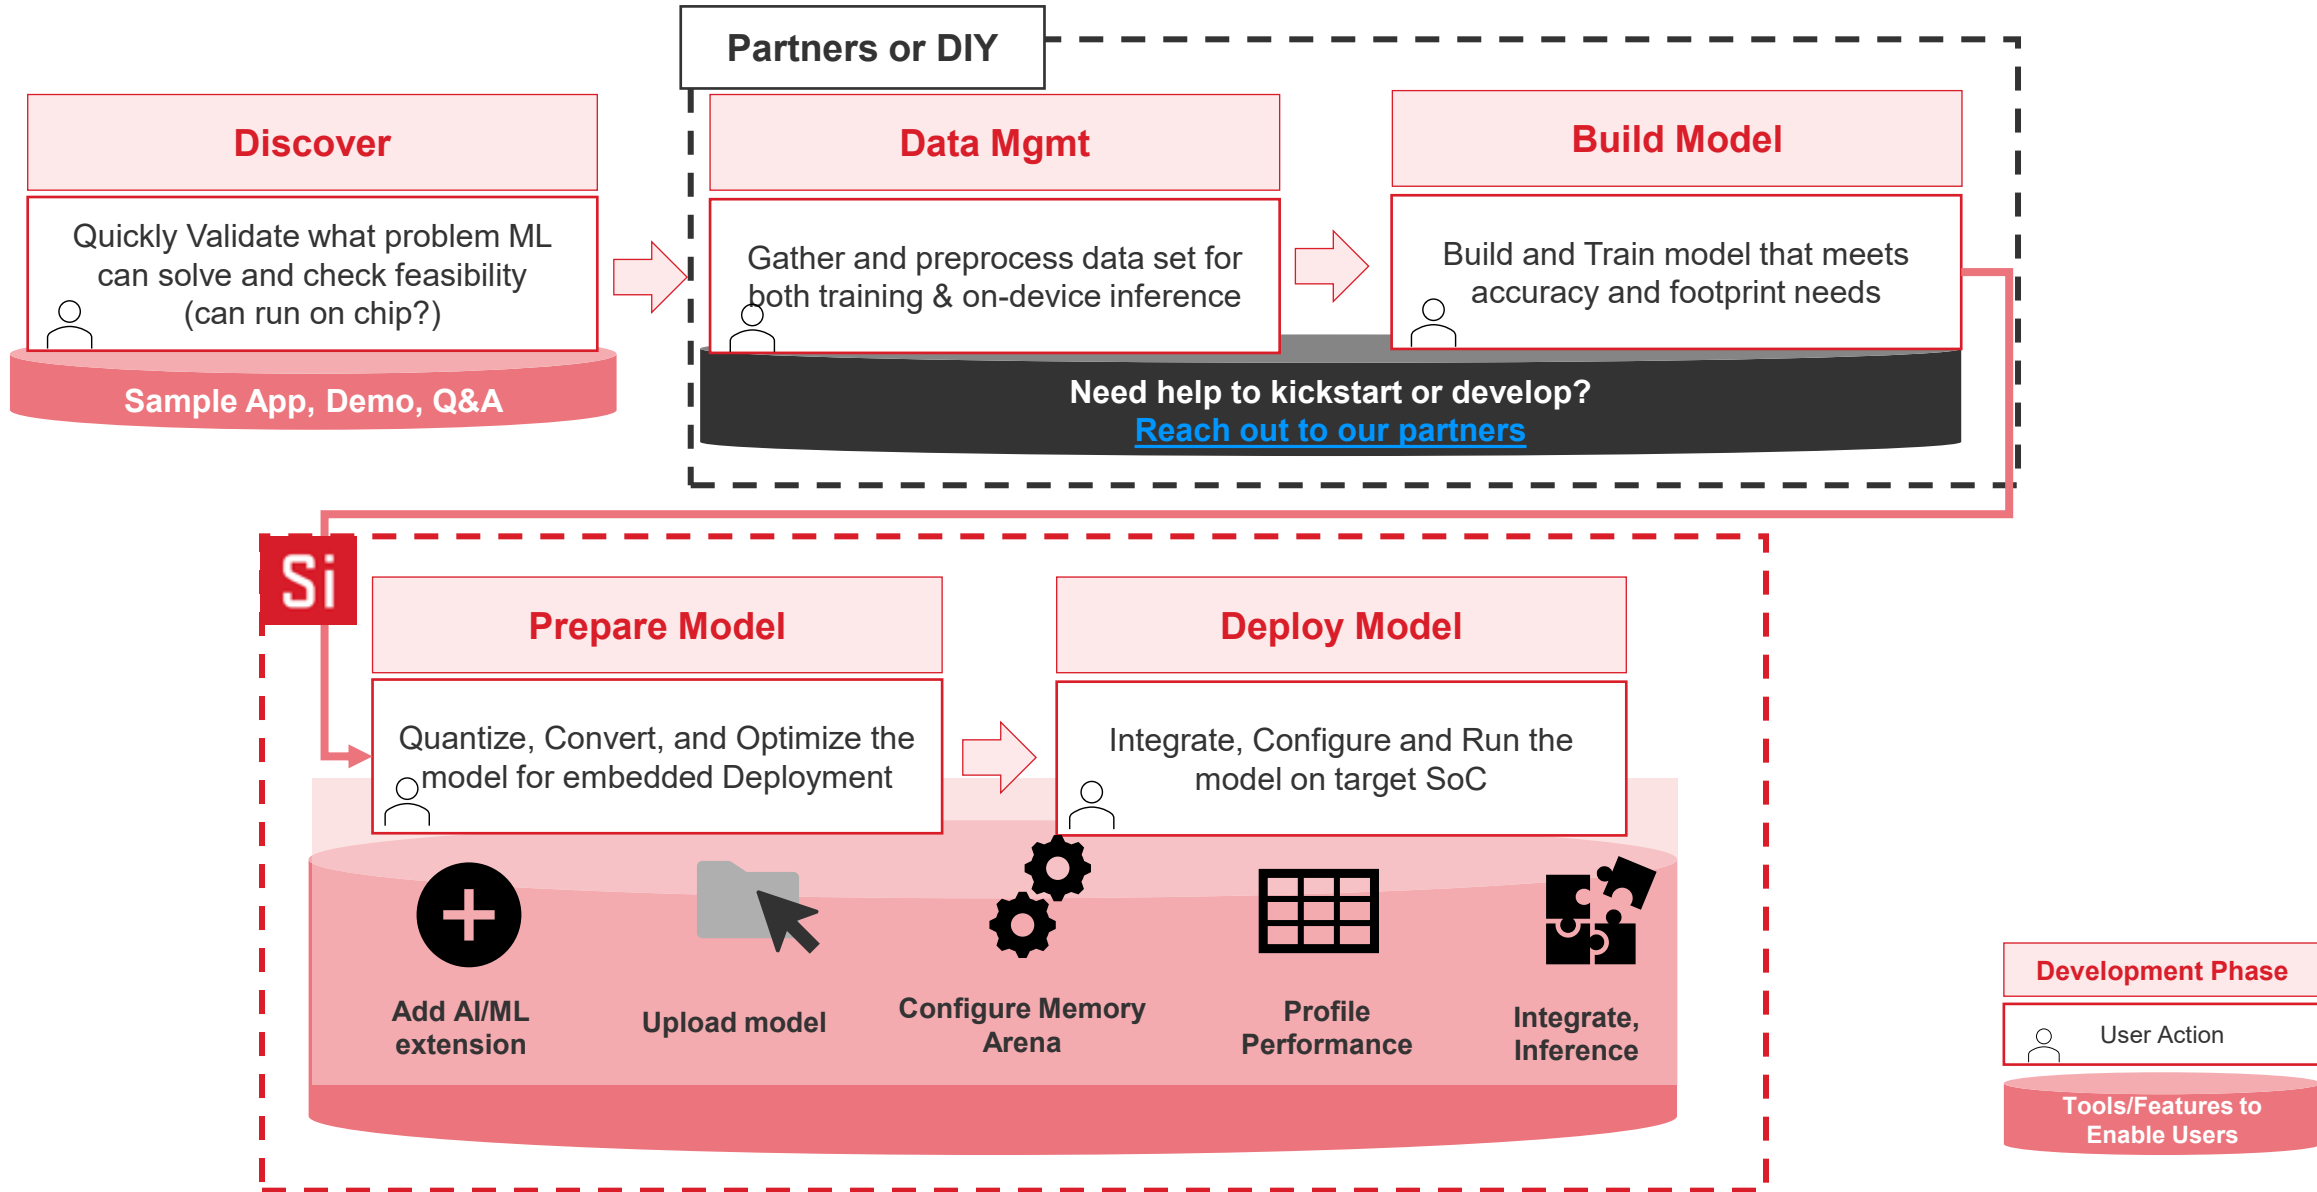 Partners or DIY
Discover
Quickly Validate what problem ML
can solve and check feasibility
(can run on chip?)
Sample App, Demo, Q&A
Data Mgmt
Gather and preprocess data set for
both training & on-device inference
Build Model
Build and Train model that meets
accuracy and footprint needs
Need help to kickstart or develop?
Reach out to our partners
Si
Prepare Model
Quantize, Convert, and Optimize the
model for embedded Deployment
Deploy Model
Integrate, Configure and Run the
model on target SoC
Add AI/ML
extension
Upload model
Configure Memory
Arena
Profile
Performance
Integrate,
Inference
Development Phase
User Action
Tools/Features to
Enable Users